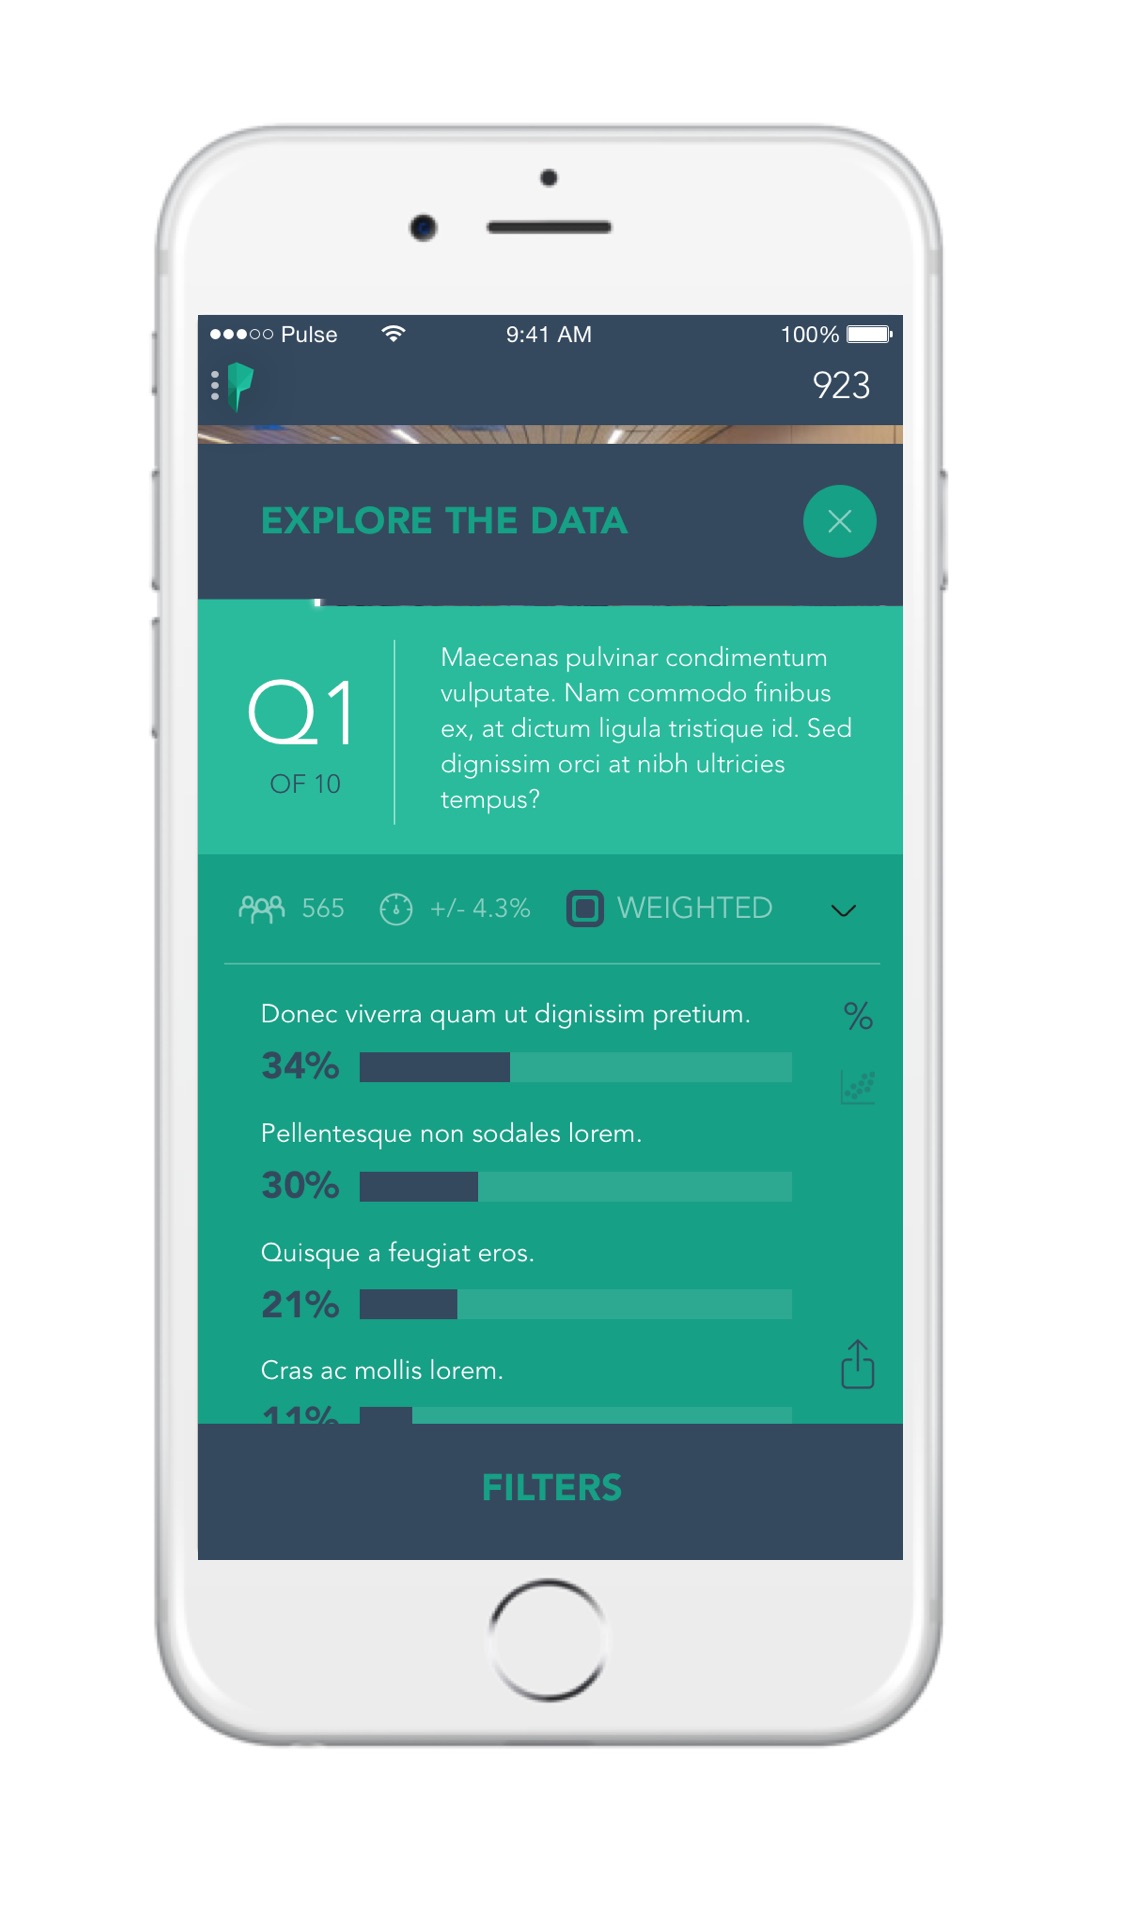 Pulse 9:41 AM 100%
923
EXPLORE THE DATA
Q1
OF 10
Maecenas pulvinar condimentum
vulputate. Nam commodo finibus
ex, at dictum ligula tristique id. Sed
dignissim orci at nibh ultricies
tempus?
565 +/- 4.3% WEIGHTED
Donec viverra quam ut dignissim pretium.
%
34%
Pellentesque non sodales lorem.
30%
Quisque a feugiat eros.
21%
Cras ac mollis lorem.
11%
FILTERS